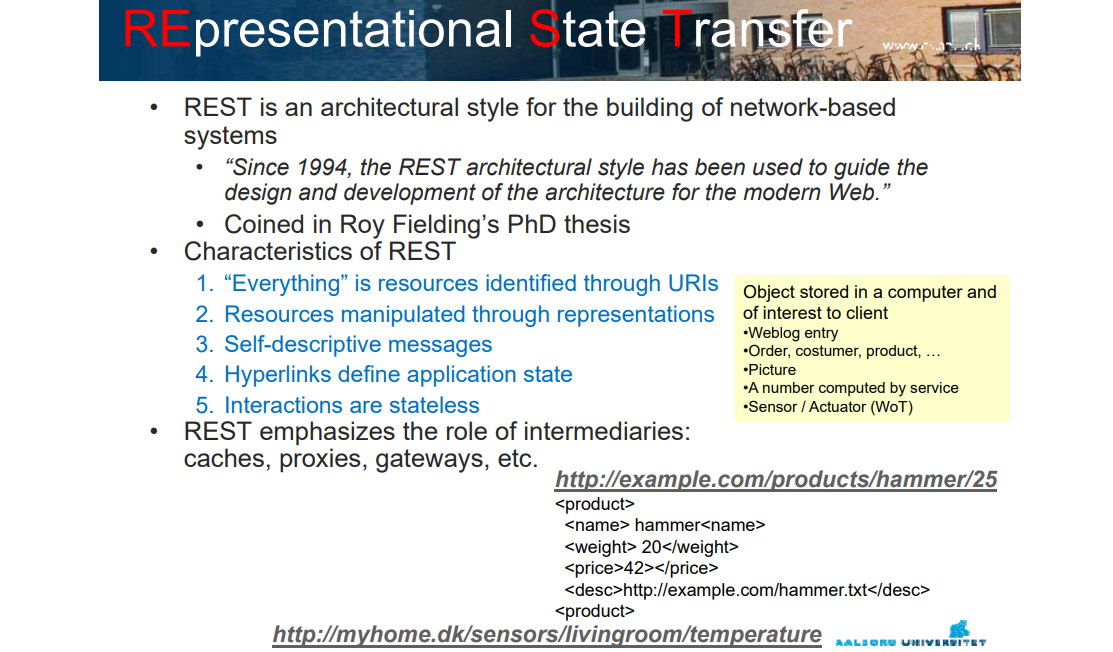 REpresentational State Transfer
• REST is an architectural style for the building of network-based
systems
• “Since 1994, the REST architectural style has been used to guide the
design and development of the architecture for the modern Web.”
• Coined in Roy Fielding’s PhD thesis
• Characteristics of REST
1. “Everything” is resources identified through URIs
2. Resources manipulated through representations
3. Self-descriptive messages
4. Hyperlinks define application state
5. Interactions are stateless
Object stored in a computer and
of interest to client
•Weblog entry
•Order, costumer, product, …
•Picture
•A number computed by service
•Sensor / Actuator (WoT)
• REST emphasizes the role of intermediaries:
caches, proxies, gateways, etc.
http://example.com/products/hammer/25
<product>
<name> hammer<name>
<weight> 20</weight>
<price>42></price>
<desc>http://example.com/hammer.txt</desc>
<product>
http://myhome.dk/sensors/livingroom/temperature
AALBORG UNIVERSITET